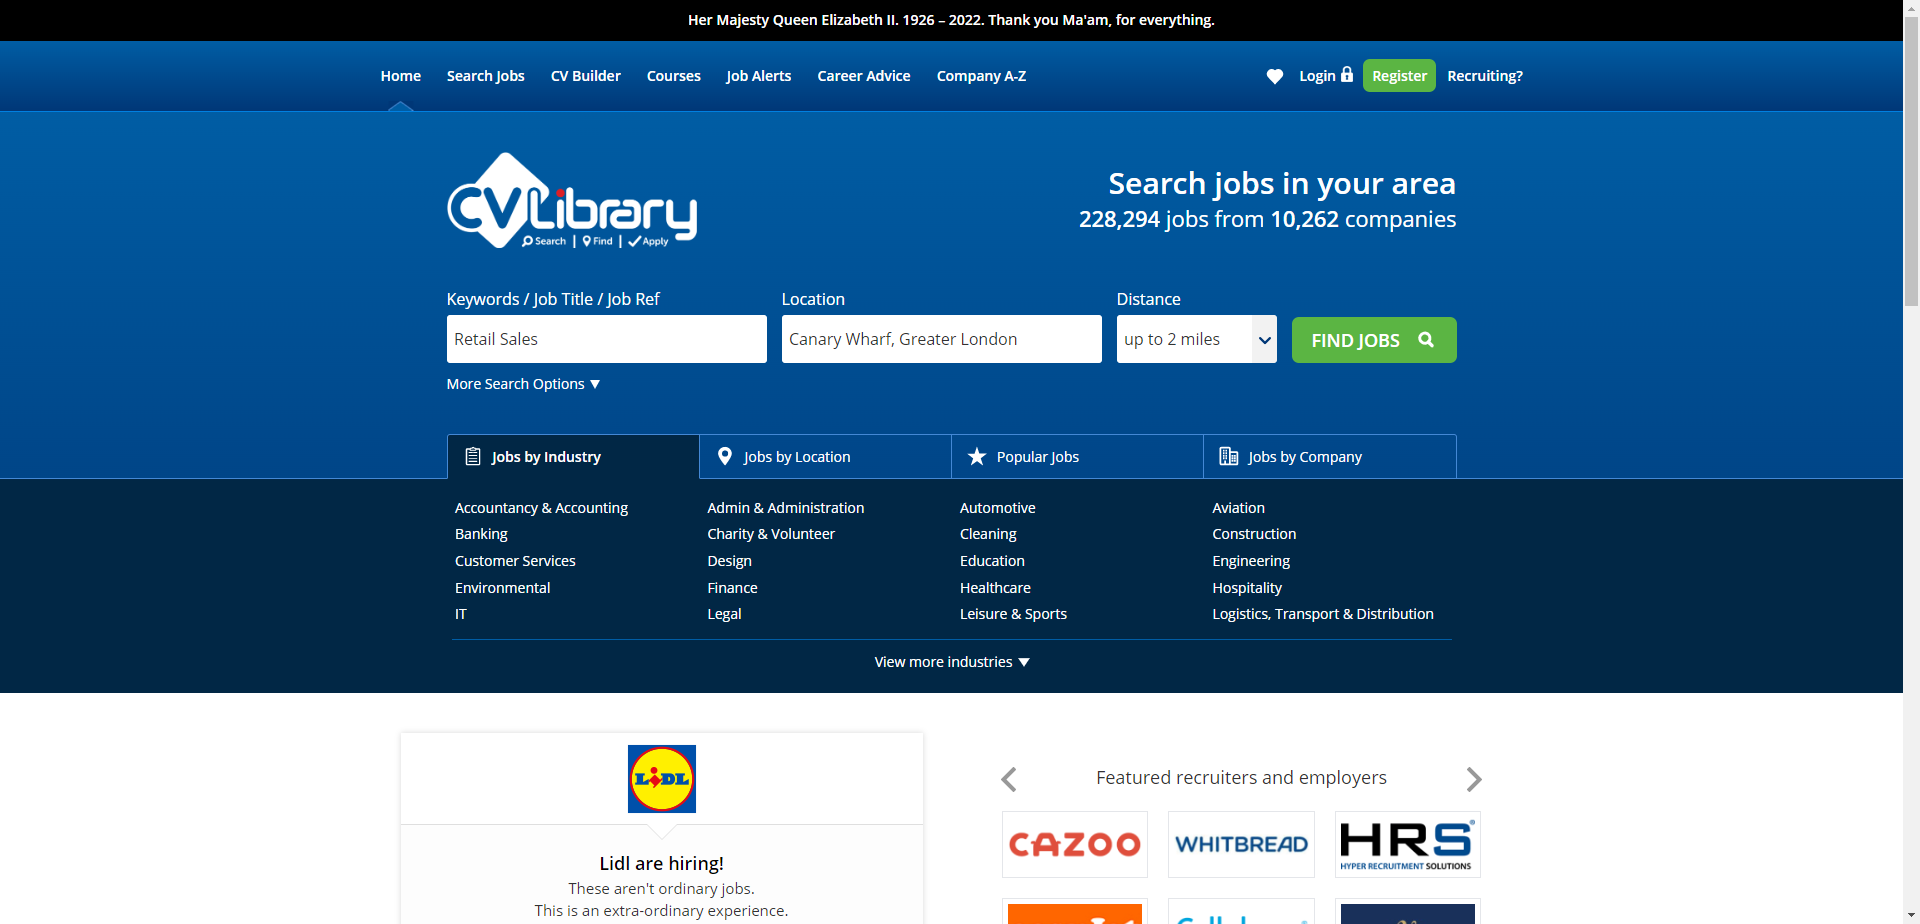 Her Majesty Queen Elizabeth II. 1926 – 2022. Thank you Ma'am, for everything.
Home Search Jobs CV Builder Courses Job Alerts Career Advice Company A-Z Login Register Recruiting?
CVLibrary
Search | Find | Apply
Search jobs in your area
228,294 jobs from 10,262 companies
Keywords / Job Title / Job Ref Location Distance
Retail Sales Canary Wharf, Greater London up to 2 miles FIND JOBS
More Search Options ▼
Jobs by Industry Jobs by Location Popular Jobs Jobs by Company
Accountancy & Accounting Admin & Administration Automotive Aviation
Banking Charity & Volunteer Cleaning Construction
Customer Services Design Education Engineering
Environmental Finance Healthcare Hospitality
IT Legal Leisure & Sports Logistics, Transport & Distribution
View more industries ▼
LIDL
Lidl are hiring!
These aren't ordinary jobs.
This is an extra-ordinary experience.
Featured recruiters and employers
CAZOO WHITBREAD HRS
HYPER RECRUITMENT SOLUTIONS